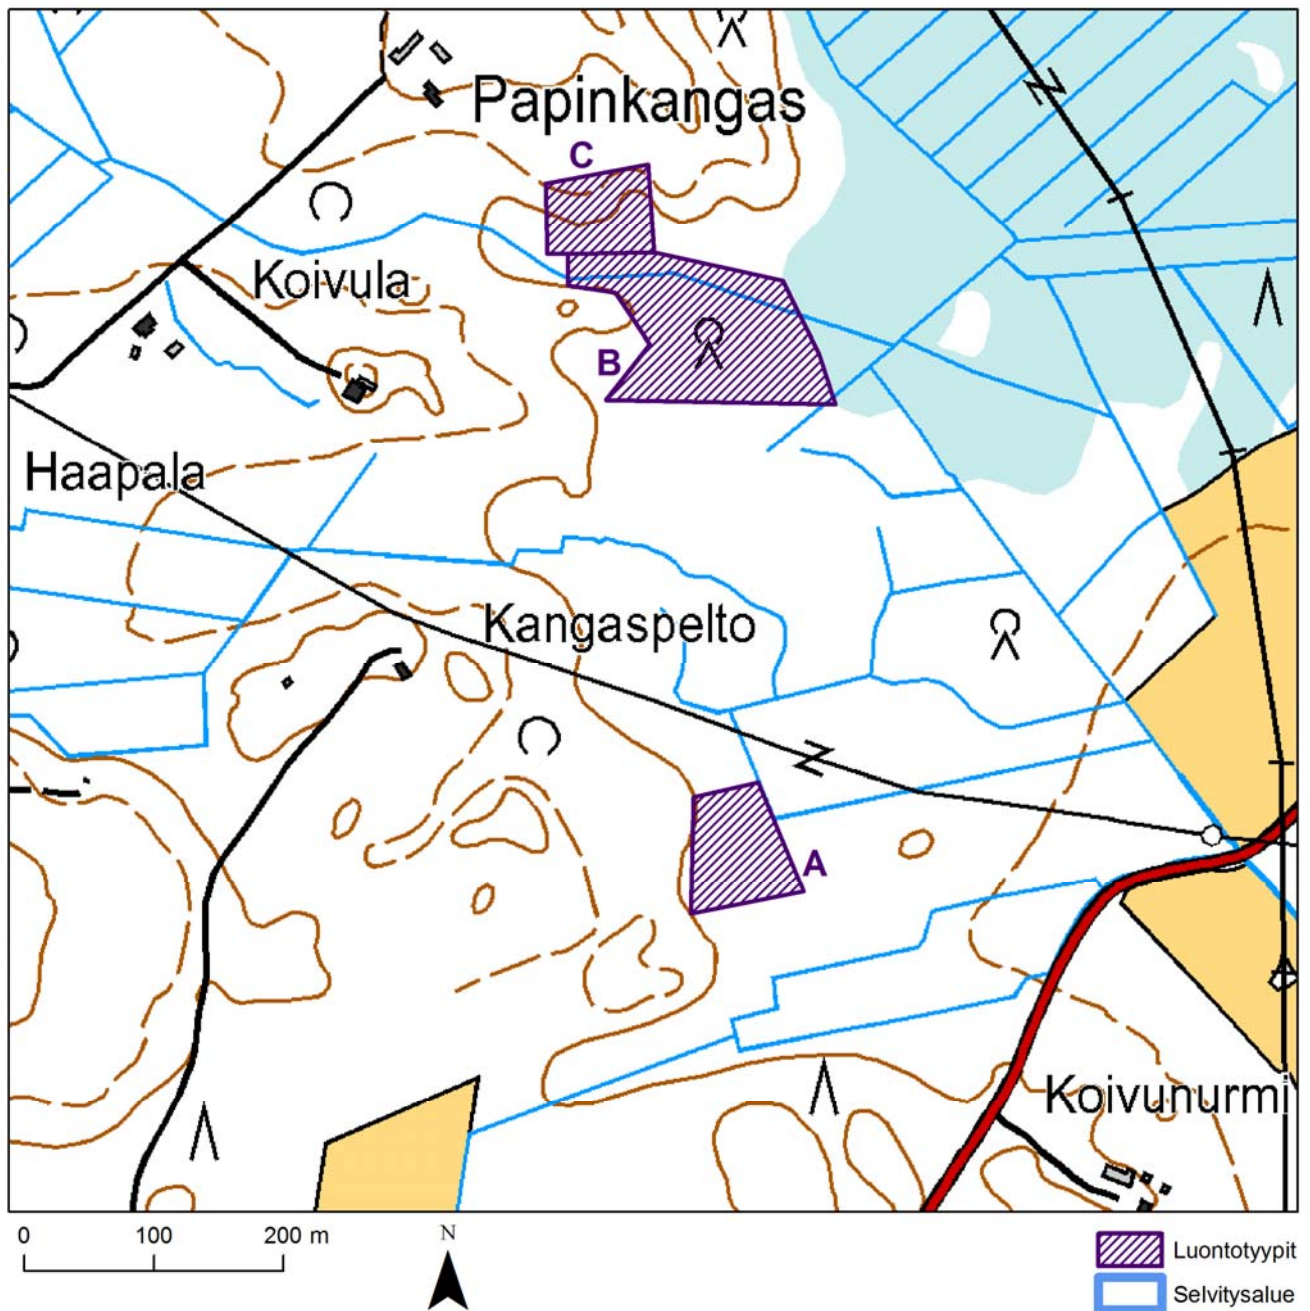 Papinkangas
C
Koivula
B
Haapala
Kangaspelto
A
Koivunurmi
0 100 200 m
N
Luontotyypit
Selvitysalue